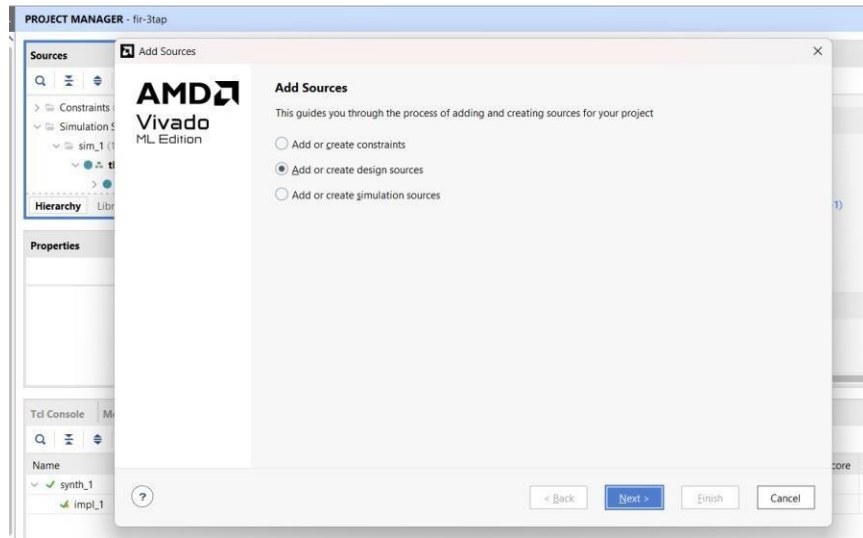 PROJECT MANAGER - fir-3tap
Sources
Add Sources
Constraints
Simulation S
sim_1 (1
Hierarchy
Libr
AMD
Vivado
ML Edition
Add Sources
This guides you through the process of adding and creating sources for your project
Add or create constraints
Add or create design sources
Add or create simulation sources
-1)
Properties
Tcl Console
Name
core
synth_1
impl_1
?
< Back
Next >
Finish
Cancel